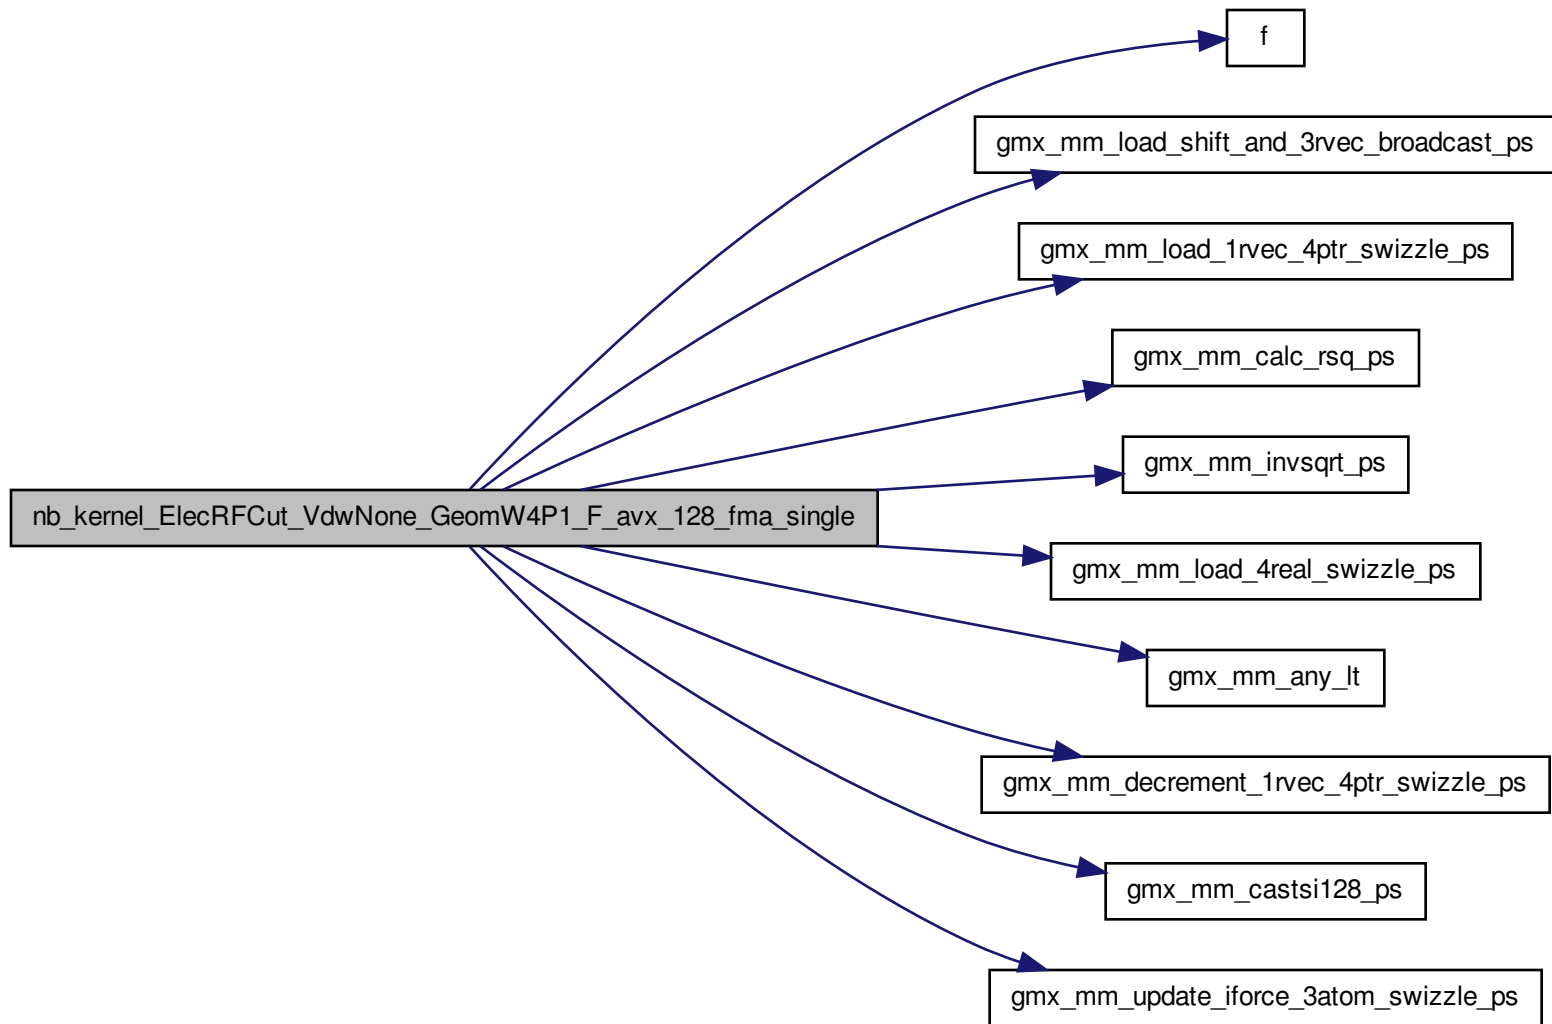 f
gmx_mm_load_shift_and_3rvec_broadcast_ps
gmx_mm_load_1rvec_4ptr_swizzle_ps
gmx_mm_calc_rsq_ps
gmx_mm_invsqrt_ps
nb_kernel_ElecRFCut_VdwNone_GeomW4P1_F_avx_128_fma_single
gmx_mm_load_4real_swizzle_ps
gmx_mm_any_lt
gmx_mm_decrement_1rvec_4ptr_swizzle_ps
gmx_mm_castsi128_ps
gmx_mm_update_iforce_3atom_swizzle_ps